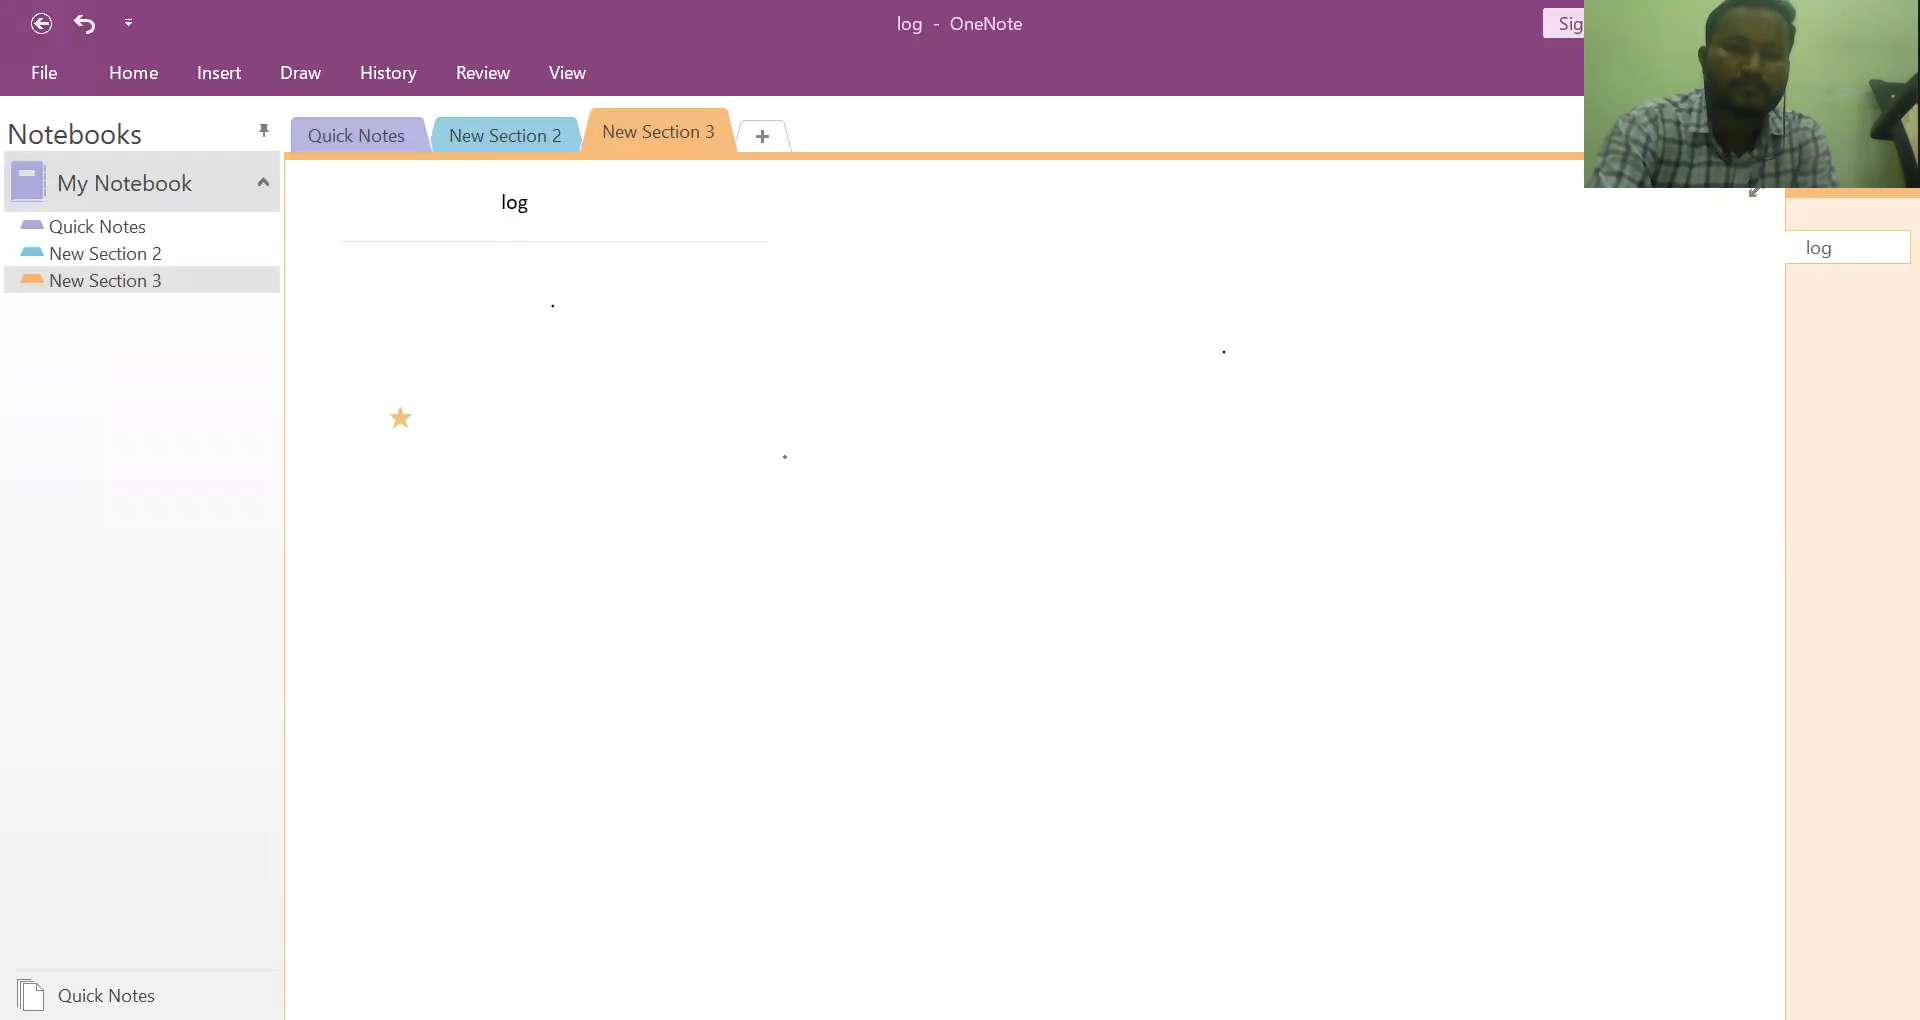 log - OneNote
Sig
File Home Insert Draw History Review View
Notebooks
Quick Notes New Section 2 New Section 3
My Notebook
log
Quick Notes
New Section 2
New Section 3
log
Quick Notes